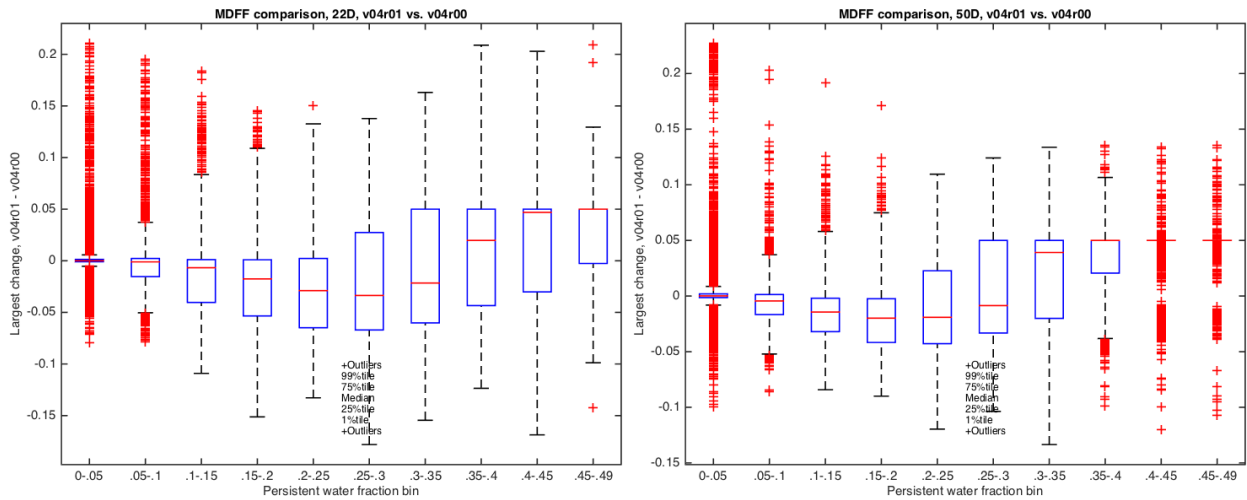 MDFF comparison, 22D, v04r01 vs. v04r00
Largest change, v04r01 - v04r00
0.2
0.15
0.1
0.05
0
-0.05
-0.1
-0.15
+Outliers
99%tile
75%tile
Median
25%tile
1%tile
+Outliers
0-.05 .05-.1 .1-.15 .15-.2 .2-.25 .25-.3 .3-.35 .35-.4 .4-.45 .45-.49
Persistent water fraction bin
MDFF comparison, 50D, v04r01 vs. v04r00
Largest change, v04r01 - v04r00
0.2
0.15
0.1
0.05
0
-0.05
-0.1
-0.15
+Outliers
99%tile
75%tile
Median
25%tile
1%tile
+Outliers
0-.05 .05-.1 .1-.15 .15-.2 .2-.25 .25-.3 .3-.35 .35-.4 .4-.45 .45-.49
Persistent water fraction bin